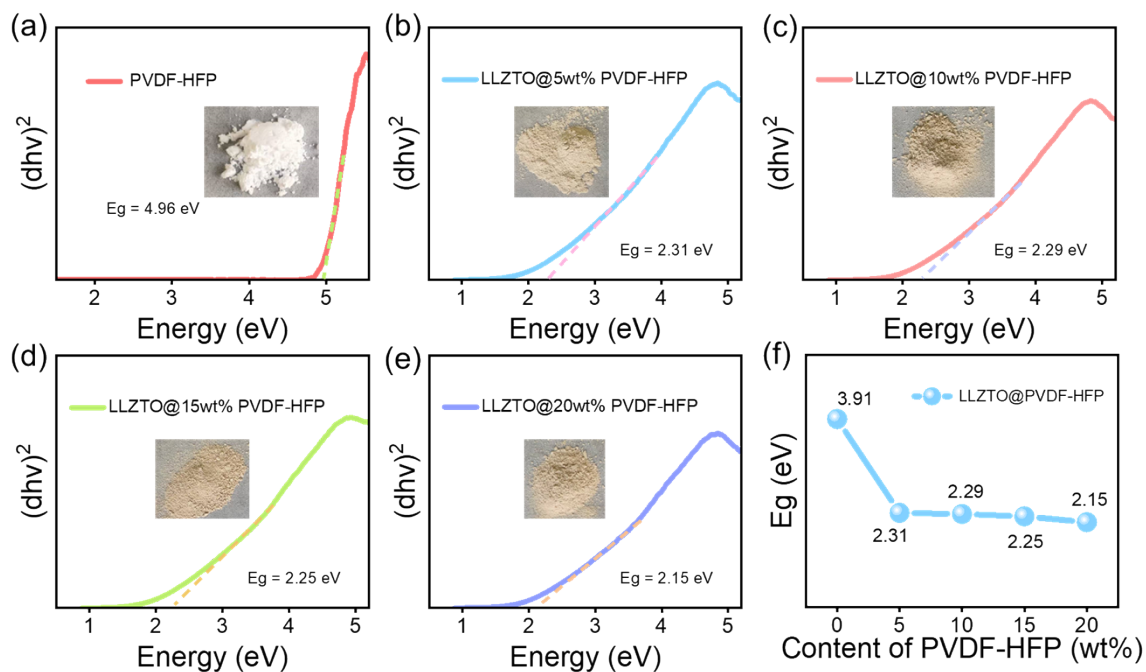 (a)
PVDF-HFP
Eg = 4.96 eV
(dhv)²
2 3 4 5
Energy (eV)
(b)
LLZTO@5wt% PVDF-HFP
Eg = 2.31 eV
(dhv)²
1 2 3 4 5
Energy (eV)
(c)
LLZTO@10wt% PVDF-HFP
Eg = 2.29 eV
(dhv)²
1 2 3 4 5
Energy (eV)
(d)
LLZTO@15wt% PVDF-HFP
Eg = 2.25 eV
(dhv)²
1 2 3 4 5
Energy (eV)
(e)
LLZTO@20wt% PVDF-HFP
Eg = 2.15 eV
(dhv)²
1 2 3 4 5
Energy (eV)
(f)
LLZTO@PVDF-HFP
3.91
2.31
2.29
2.25
2.15
Eg (eV)
0 5 10 15 20
Content of PVDF-HFP (wt%)